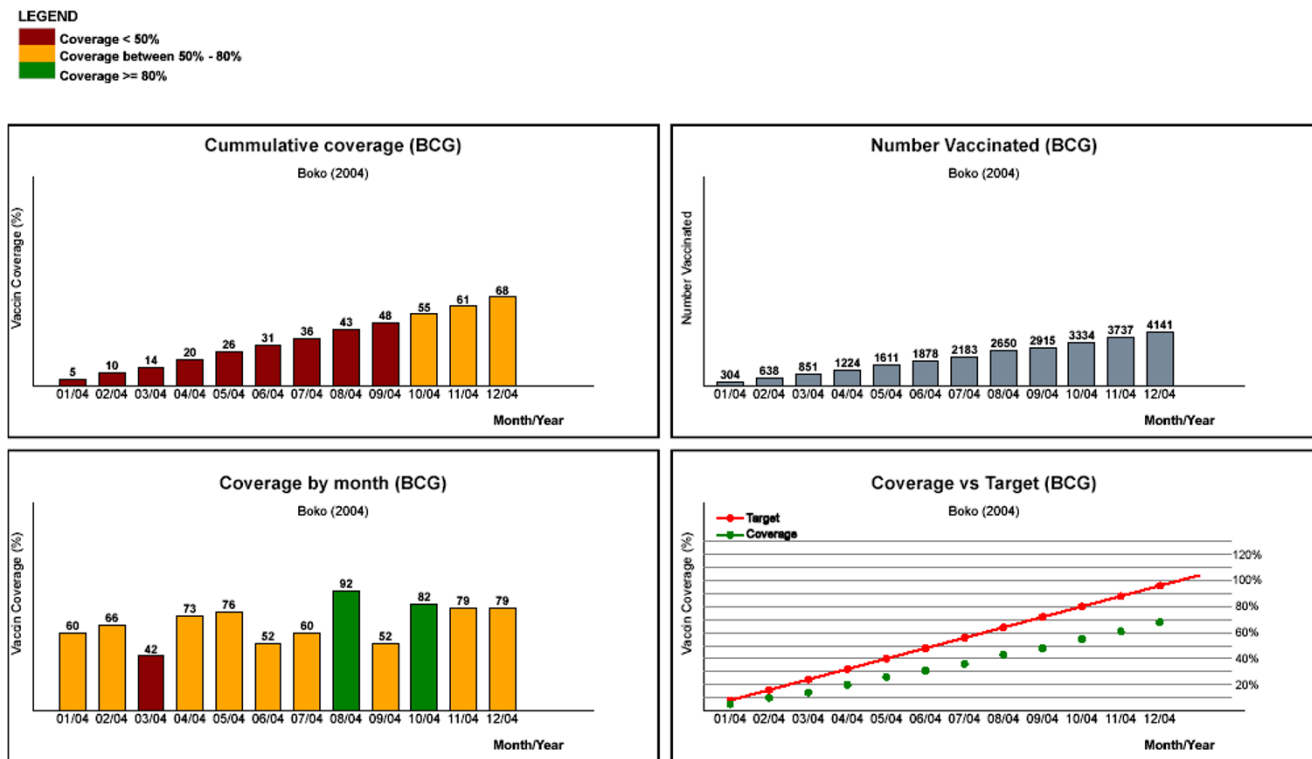 LEGEND
Coverage < 50%
Coverage between 50% - 80%
Coverage >= 80%
Cummulative coverage (BCG)
Boko (2004)
Vaccin Coverage (%)
5 10 14 20 26 31 36 43 48 55 61 68
01/04 02/04 03/04 04/04 05/04 06/04 07/04 08/04 09/04 10/04 11/04 12/04
Month/Year
Number Vaccinated (BCG)
Boko (2004)
Number Vaccinated
304 638 851 1224 1611 1878 2183 2650 2915 3334 3737 4141
01/04 02/04 03/04 04/04 05/04 06/04 07/04 08/04 09/04 10/04 11/04 12/04
Month/Year
Coverage by month (BCG)
Boko (2004)
Vaccin Coverage (%)
60 66 42 73 76 52 60 92 52 82 79 79
01/04 02/04 03/04 04/04 05/04 06/04 07/04 08/04 09/04 10/04 11/04 12/04
Month/Year
Coverage vs Target (BCG)
Boko (2004)
Target
Coverage
Vaccin Coverage (%)
120%
100%
80%
60%
40%
20%
01/04 02/04 03/04 04/04 05/04 06/04 07/04 08/04 09/04 10/04 11/04 12/04
Month/Year